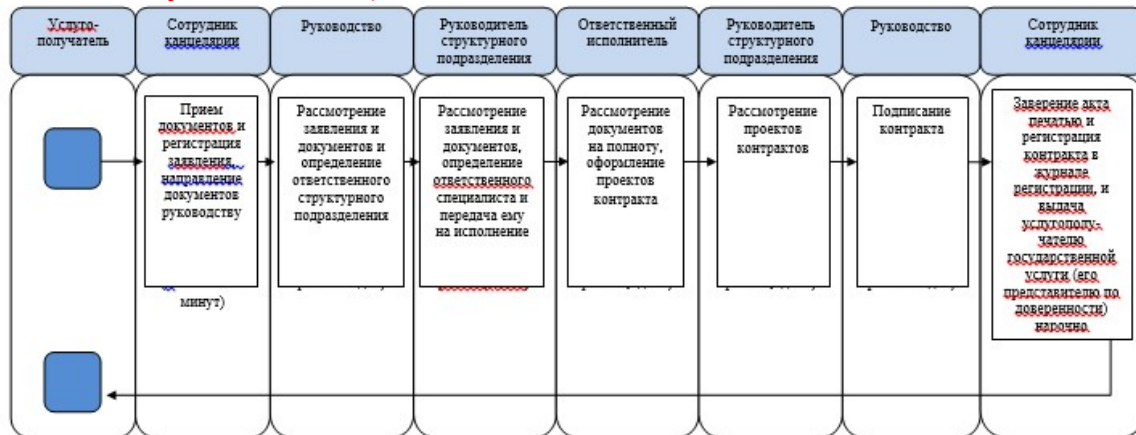 Услуго-
получатель
Сотрудник
канцелярии
Руководство
Руководитель
структурного
подразделения
Ответственный
исполнитель
Руководитель
структурного
подразделения
Руководство
Сотрудник
канцелярии
Прием
документов и
регистрация
заявления,
направление
документов
руководству
минут)
Рассмотрение
заявления и
документов и
определение
ответственного
структурного
подразделения
Рассмотрение
заявления и
документов,
определение
ответственного
специалиста и
передача ему
на исполнение
Рассмотрение
документов
на полноту,
оформление
проектов
контракта
Рассмотрение
проектов
контрактов
Подписание
контракта
Заверение акта
печатью и
регистрация
контракта в
журнале
регистрации, и
выдача
услугополу-
чателю
государственной
услуги (его
представителю по
доверенности)
нарочно